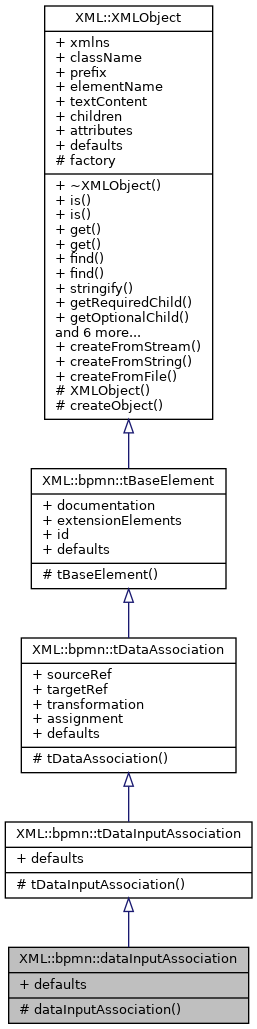 XML::XMLObject
+ xmlns
+ className
+ prefix
+ elementName
+ textContent
+ children
+ attributes
+ defaults
# factory
+ ~XMLObject()
+ is()
+ is()
+ get()
+ get()
+ find()
+ find()
+ stringify()
+ getRequiredChild()
+ getOptionalChild()
and 6 more...
+ createFromStream()
+ createFromString()
+ createFromFile()
# XMLObject()
# createObject()
XML::bpmn::tBaseElement
+ documentation
+ extensionElements
+ id
+ defaults
# tBaseElement()
XML::bpmn::tDataAssociation
+ sourceRef
+ targetRef
+ transformation
+ assignment
+ defaults
# tDataAssociation()
XML::bpmn::tDataInputAssociation
+ defaults
# tDataInputAssociation()
XML::bpmn::dataInputAssociation
+ defaults
# dataInputAssociation()